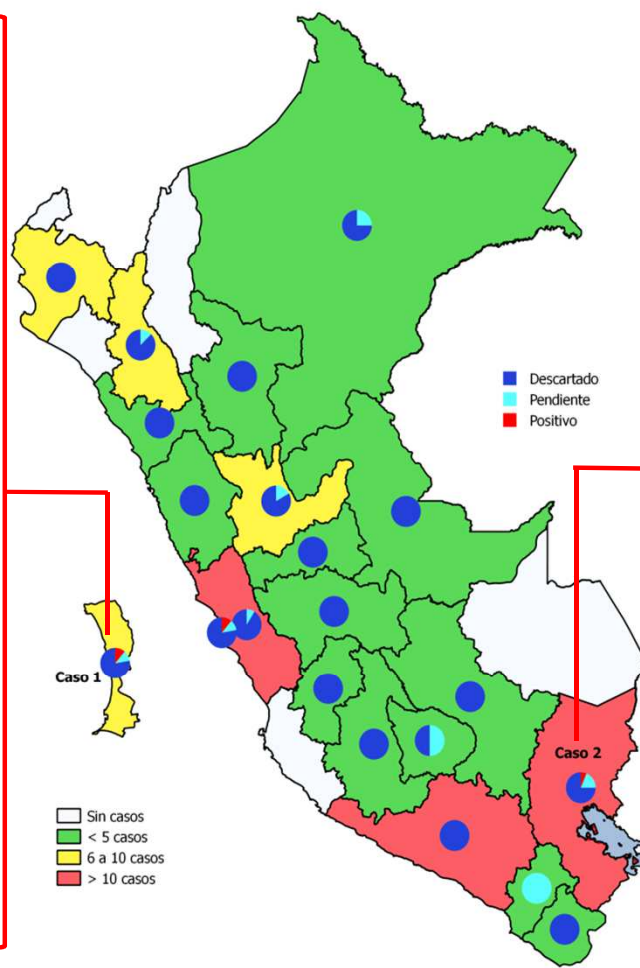 Descartado
Pendiente
Positivo
Caso 1
Caso 2
Sin casos
< 5 casos
6 a 10 casos
> 10 casos